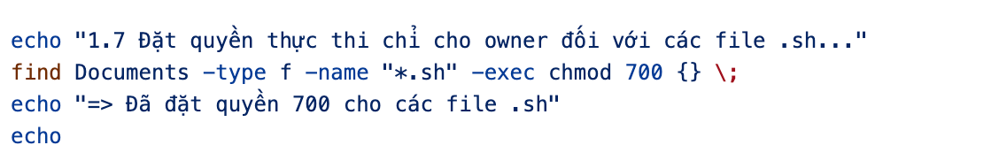 echo "1.7 Đặt quyền thực thi chỉ cho owner đối với các file .sh..."
find Documents -type f -name "*.sh" -exec chmod 700 {} \;
echo "=> Đã đặt quyền 700 cho các file .sh"
echo